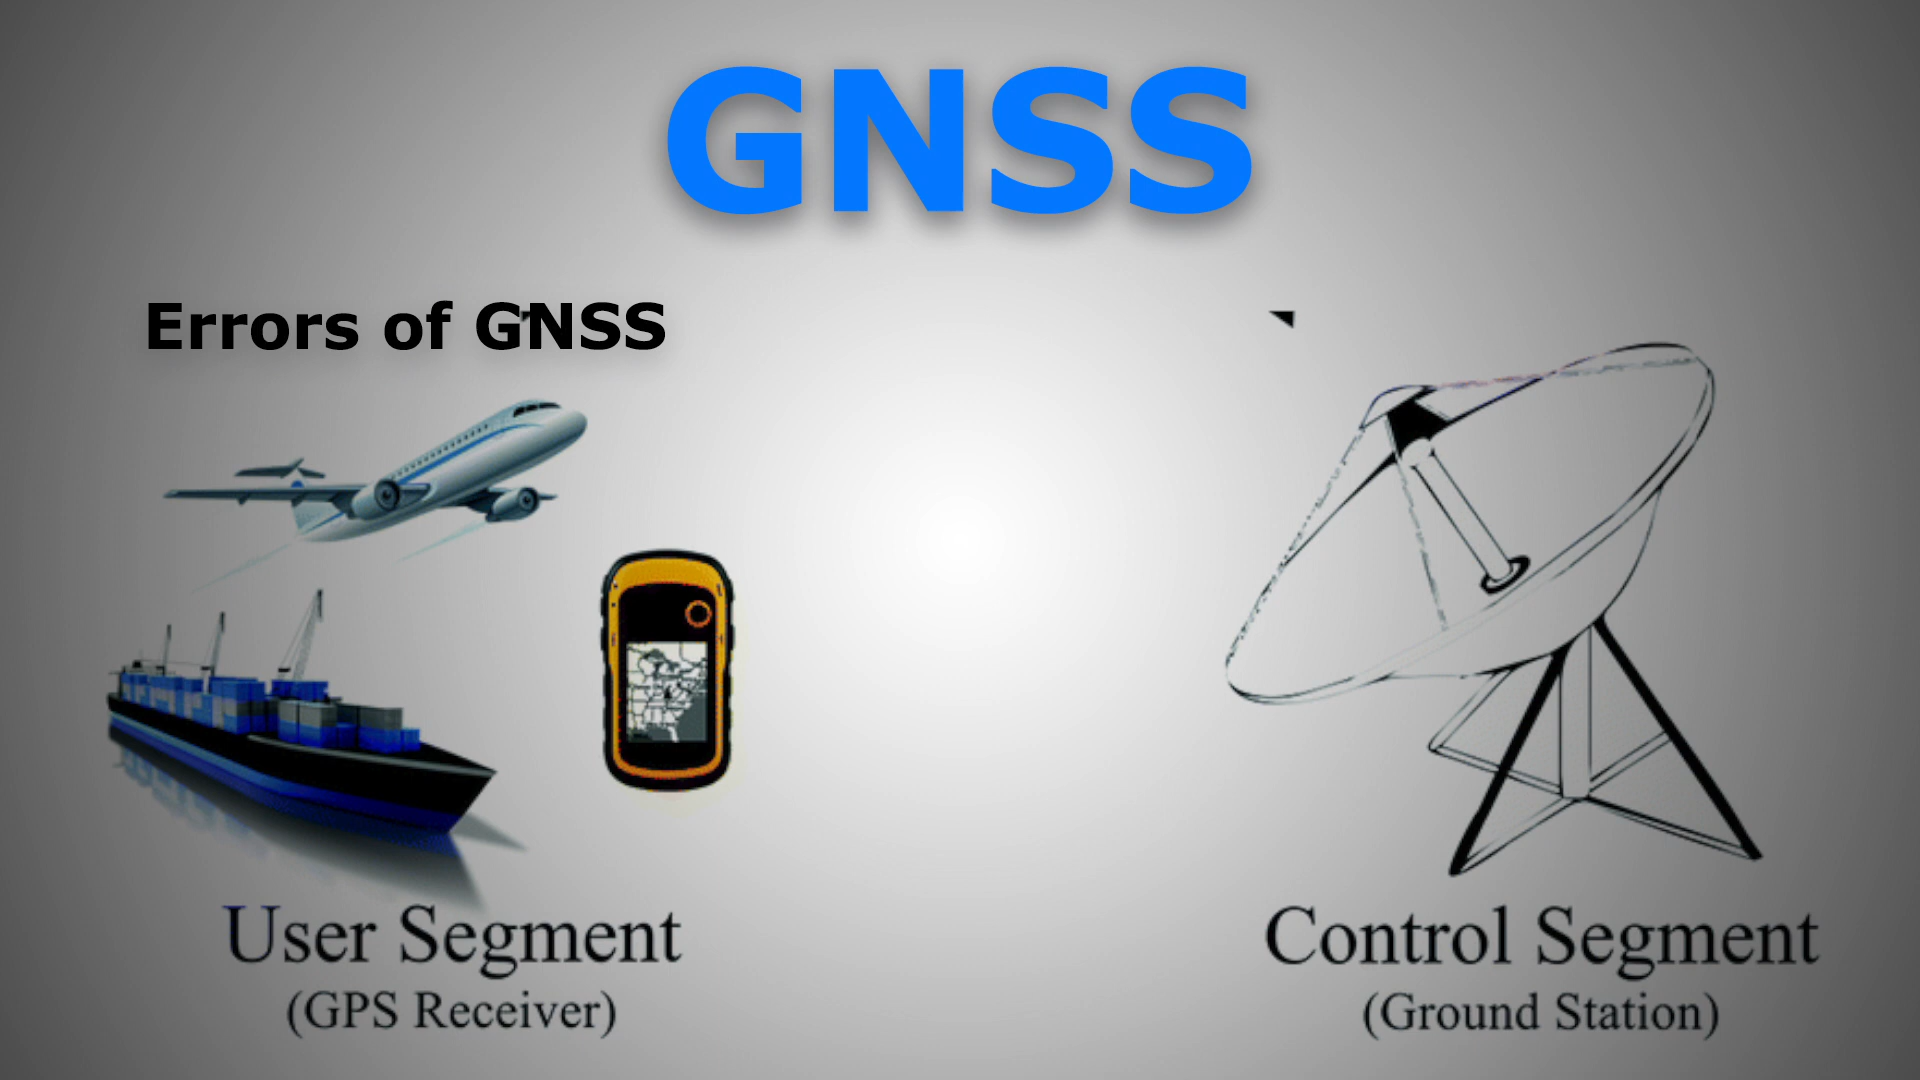 GNSS
Errors of GNSS
User Segment
(GPS Receiver)
Control Segment
(Ground Station)